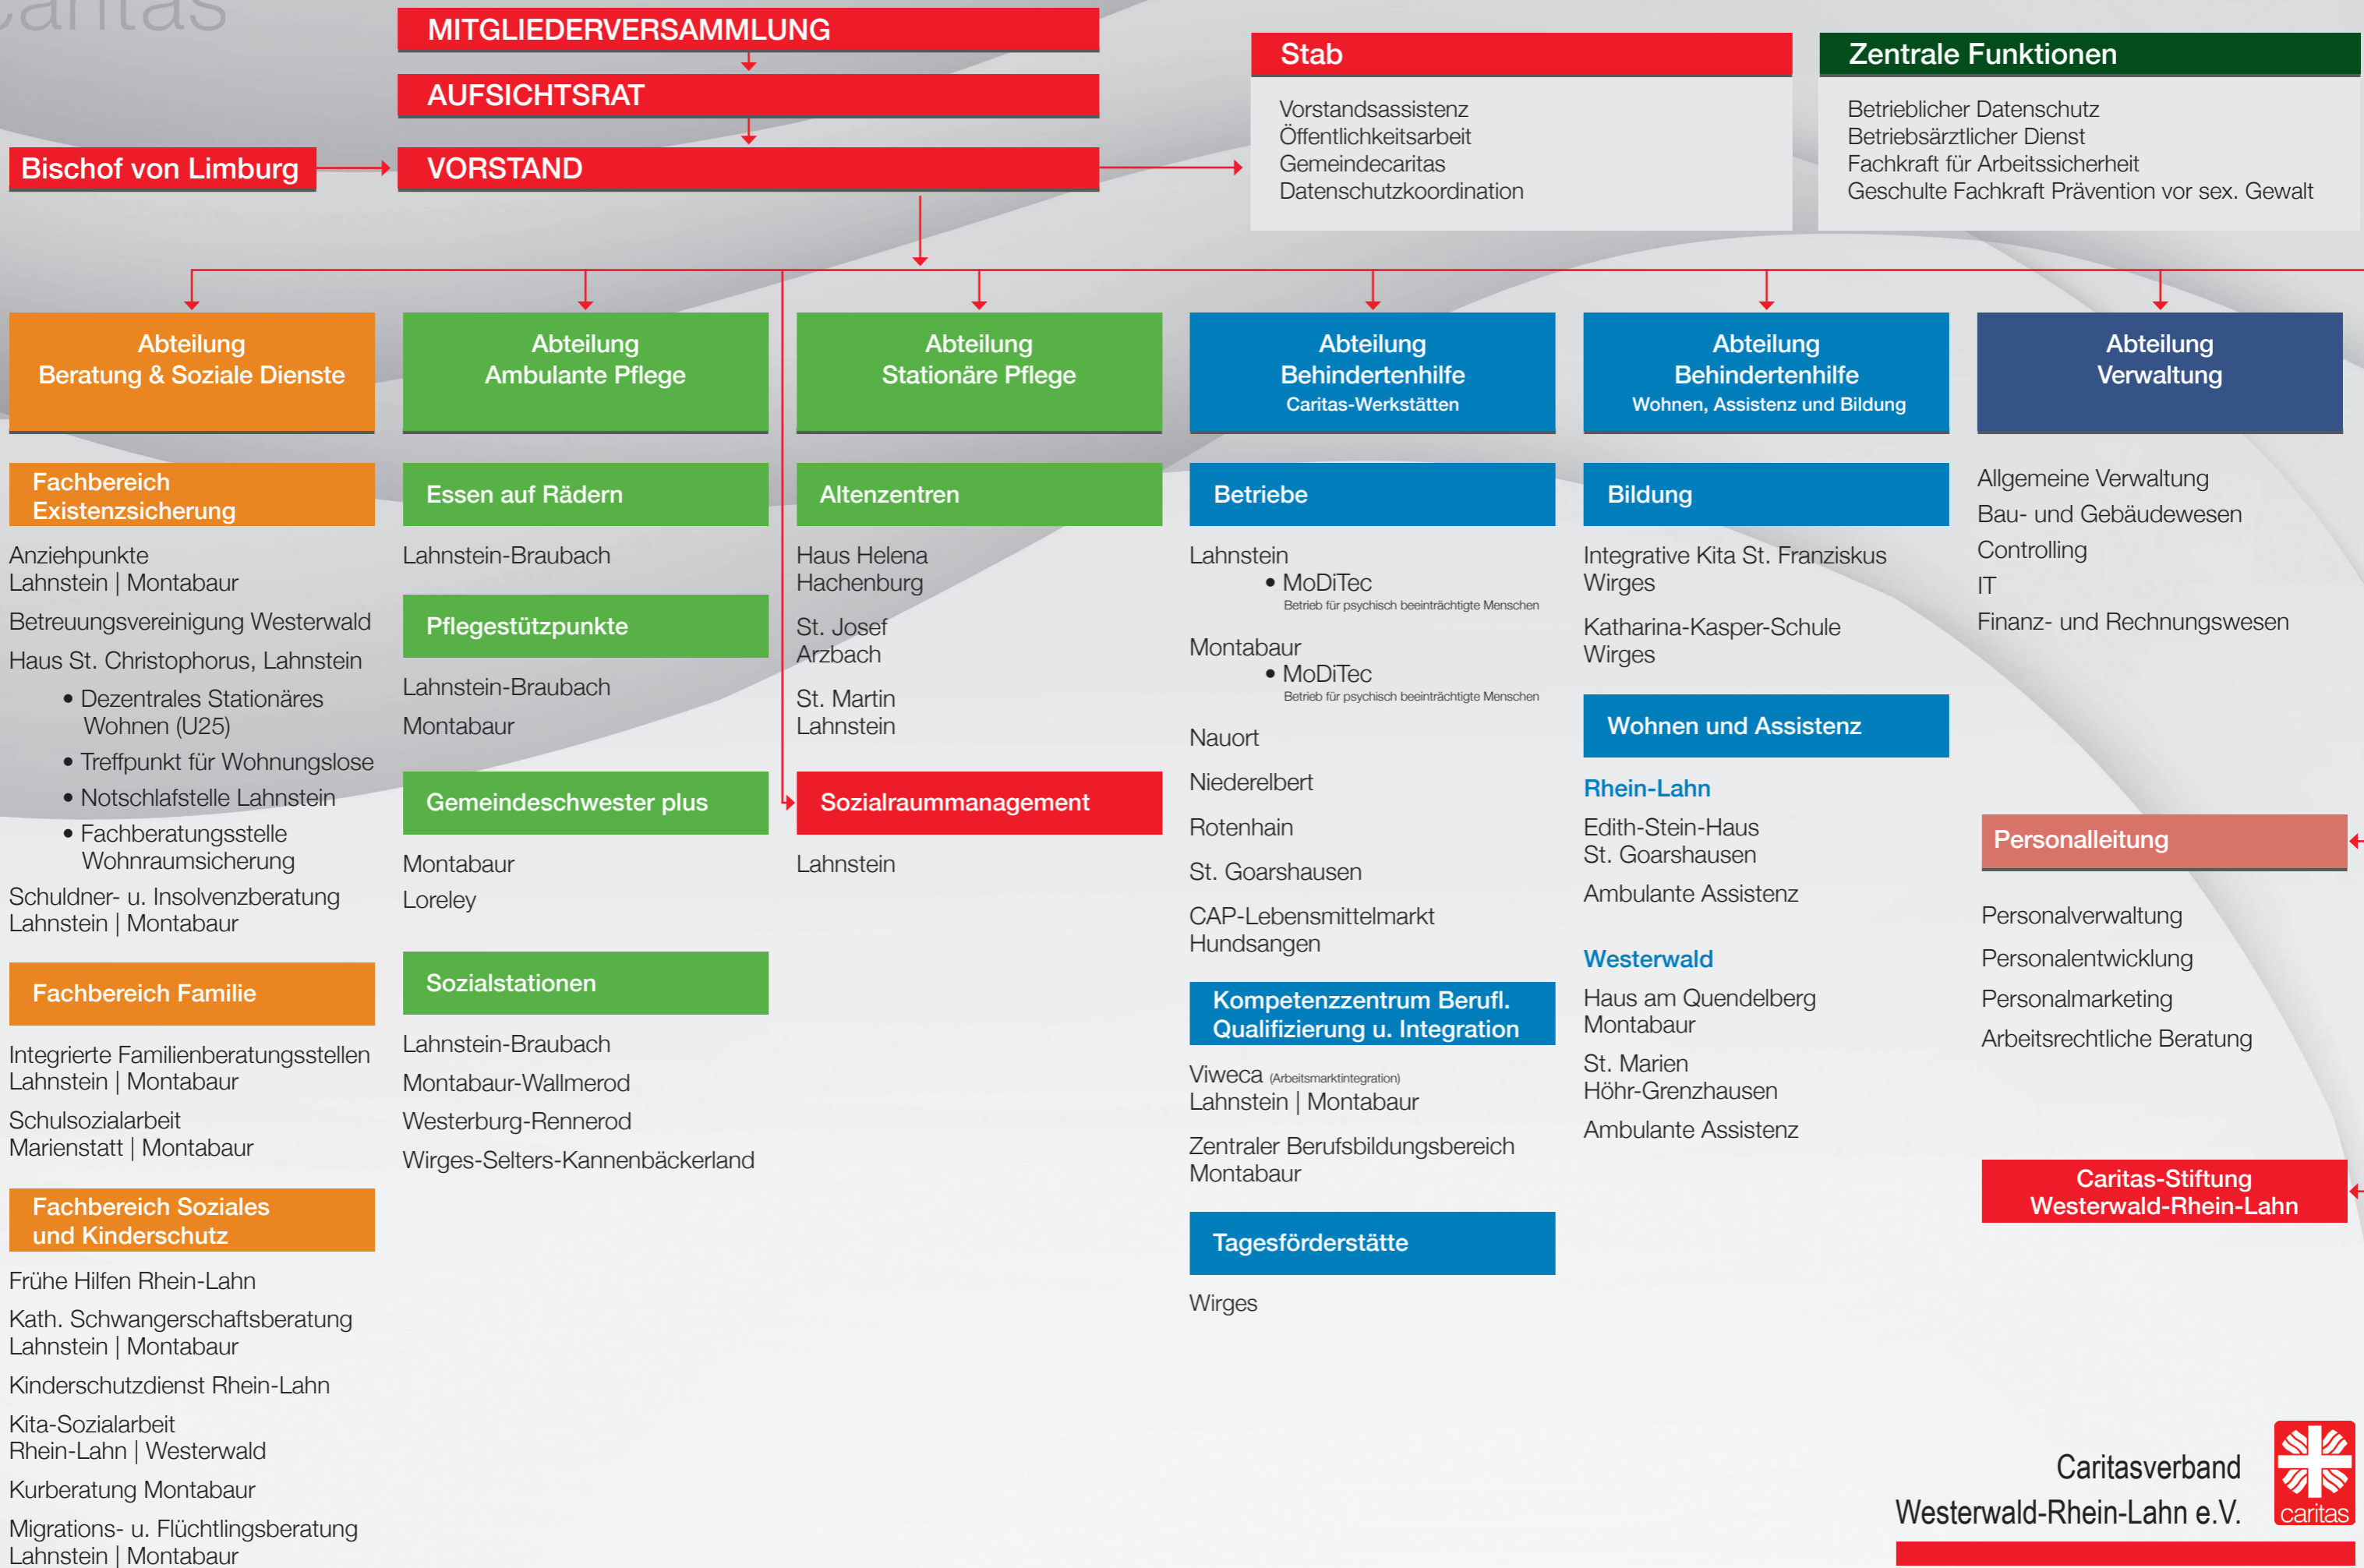 caritas
MITGLIEDERVERSAMMLUNG
AUFSICHTSRAT
Bischof von Limburg
VORSTAND
Stab
Vorstandsassistenz
Öffentlichkeitsarbeit
Gemeindecaritas
Datenschutzkoordination
Zentrale Funktionen
Betrieblicher Datenschutz
Betriebsärztlicher Dienst
Fachkraft für Arbeitssicherheit
Geschulte Fachkraft Prävention vor sex. Gewalt
Abteilung
Beratung & Soziale Dienste
Fachbereich
Existenzsicherung
Anziehpunkte
Lahnstein | Montabaur
Betreuungsvereinigung Westerwald
Haus St. Christophorus, Lahnstein
• Dezentrales Stationäres
Wohnen (U25)
• Treffpunkt für Wohnungslose
• Notschlafstelle Lahnstein
• Fachberatungsstelle
Wohnraumsicherung
Schuldner- u. Insolvenzberatung
Lahnstein | Montabaur
Fachbereich Familie
Integrierte Familienberatungsstellen
Lahnstein | Montabaur
Schulsozialarbeit
Marienstatt | Montabaur
Fachbereich Soziales
und Kinderschutz
Frühe Hilfen Rhein-Lahn
Kath. Schwangerschaftsberatung
Lahnstein | Montabaur
Kinderschutzdienst Rhein-Lahn
Kita-Sozialarbeit
Rhein-Lahn | Westerwald
Kurberatung Montabaur
Migrations- u. Flüchtlingsberatung
Lahnstein | Montabaur
Abteilung
Ambulante Pflege
Essen auf Rädern
Lahnstein-Braubach
Pflegestützpunkte
Lahnstein-Braubach
Montabaur
Gemeindeschwester plus
Montabaur
Loreley
Sozialstationen
Lahnstein-Braubach
Montabaur-Wallmerod
Westerburg-Rennerod
Wirges-Selters-Kannenbäckerland
Abteilung
Stationäre Pflege
Altenzentren
Haus Helena
Hachenburg
St. Josef
Arzbach
St. Martin
Lahnstein
Sozialraummanagement
Lahnstein
Abteilung
Behindertenhilfe
Caritas-Werkstätten
Betriebe
Lahnstein
• MoDiTec
Betrieb für psychisch beeinträchtigte Menschen
Montabaur
• MoDiTec
Betrieb für psychisch beeinträchtigte Menschen
Nauort
Niederelbert
Rotenhain
St. Goarshausen
CAP-Lebensmittelmarkt
Hundsangen
Kompetenzzentrum Berufl.
Qualifizierung u. Integration
Viweca (Arbeitsmarktintegration)
Lahnstein | Montabaur
Zentraler Berufsbildungsbereich
Montabaur
Tagesförderstätte
Wirges
Abteilung
Behindertenhilfe
Wohnen, Assistenz und Bildung
Bildung
Integrative Kita St. Franziskus
Wirges
Katharina-Kasper-Schule
Wirges
Wohnen und Assistenz
Rhein-Lahn
Edith-Stein-Haus
St. Goarshausen
Ambulante Assistenz
Westerwald
Haus am Quendelberg
Montabaur
St. Marien
Höhr-Grenzhausen
Ambulante Assistenz
Abteilung
Verwaltung
Allgemeine Verwaltung
Bau- und Gebäudewesen
Controlling
IT
Finanz- und Rechnungswesen
Personalleitung
Personalverwaltung
Personalentwicklung
Personalmarketing
Arbeitsrechtliche Beratung
Caritas-Stiftung
Westerwald-Rhein-Lahn
Caritasverband
Westerwald-Rhein-Lahn e.V.
caritas